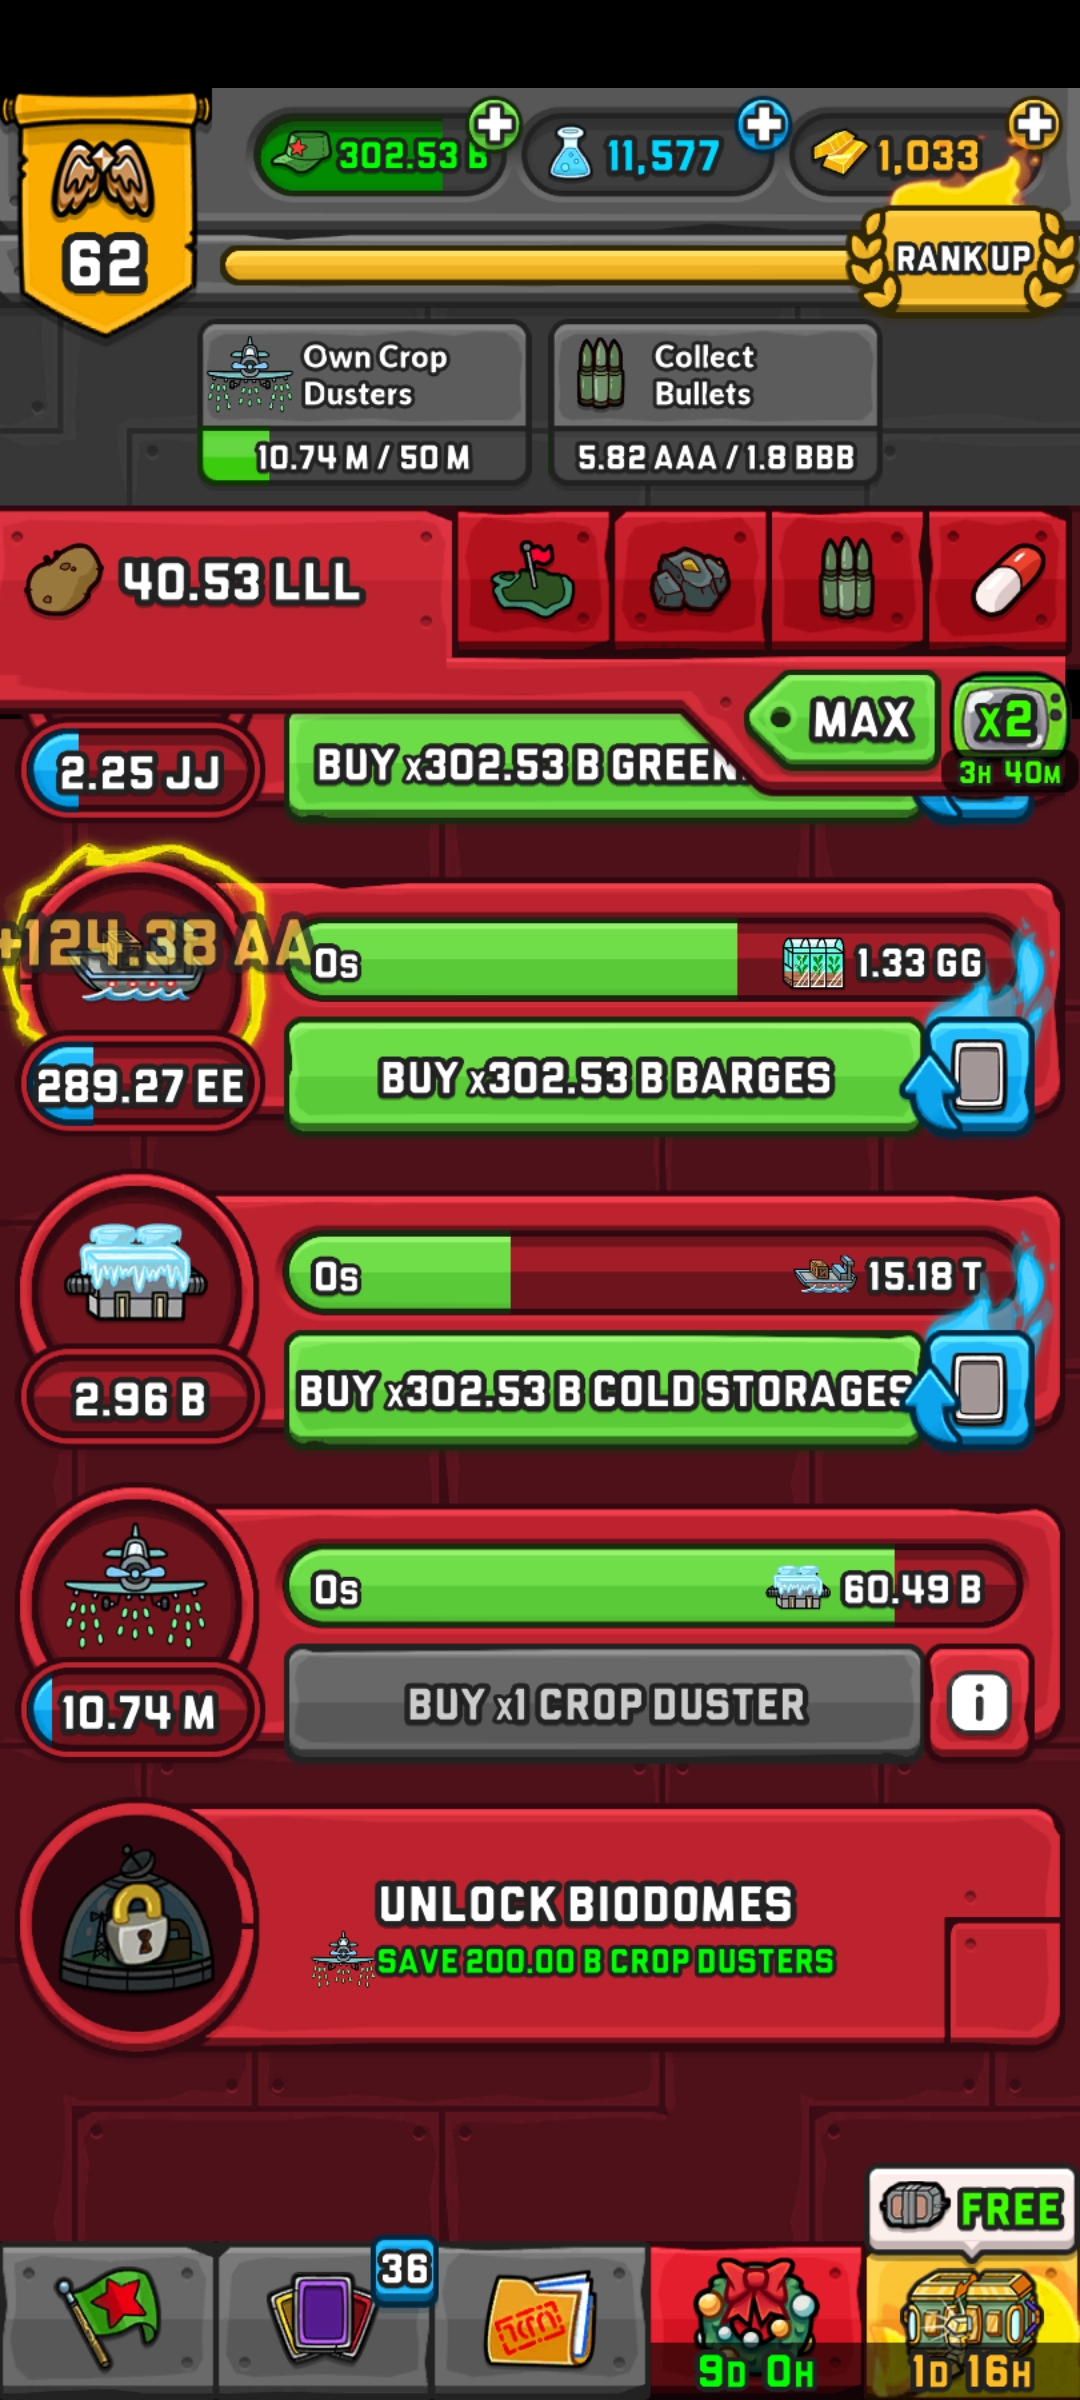 62
302.53 B
11,577
1,033
RANK UP
Own Crop
Dusters
10.74 M / 50 M
Collect
Bullets
5.82 AAA / 1.8 BBB
40.53 LLL
MAX
x2
3H 40M
2.25 JJ
BUY x302.53 B GREEN
+124.38 AA
0s
1.33 GG
289.27 EE
BUY x302.53 B BARGES
0s
15.18 T
2.96 B
BUY x302.53 B COLD STORAGES
0s
60.49 B
10.74 M
BUY x1 CROP DUSTER
i
UNLOCK BIODOMES
SAVE 200.00 B CROP DUSTERS
FREE
36
9D 0H
1D 16H